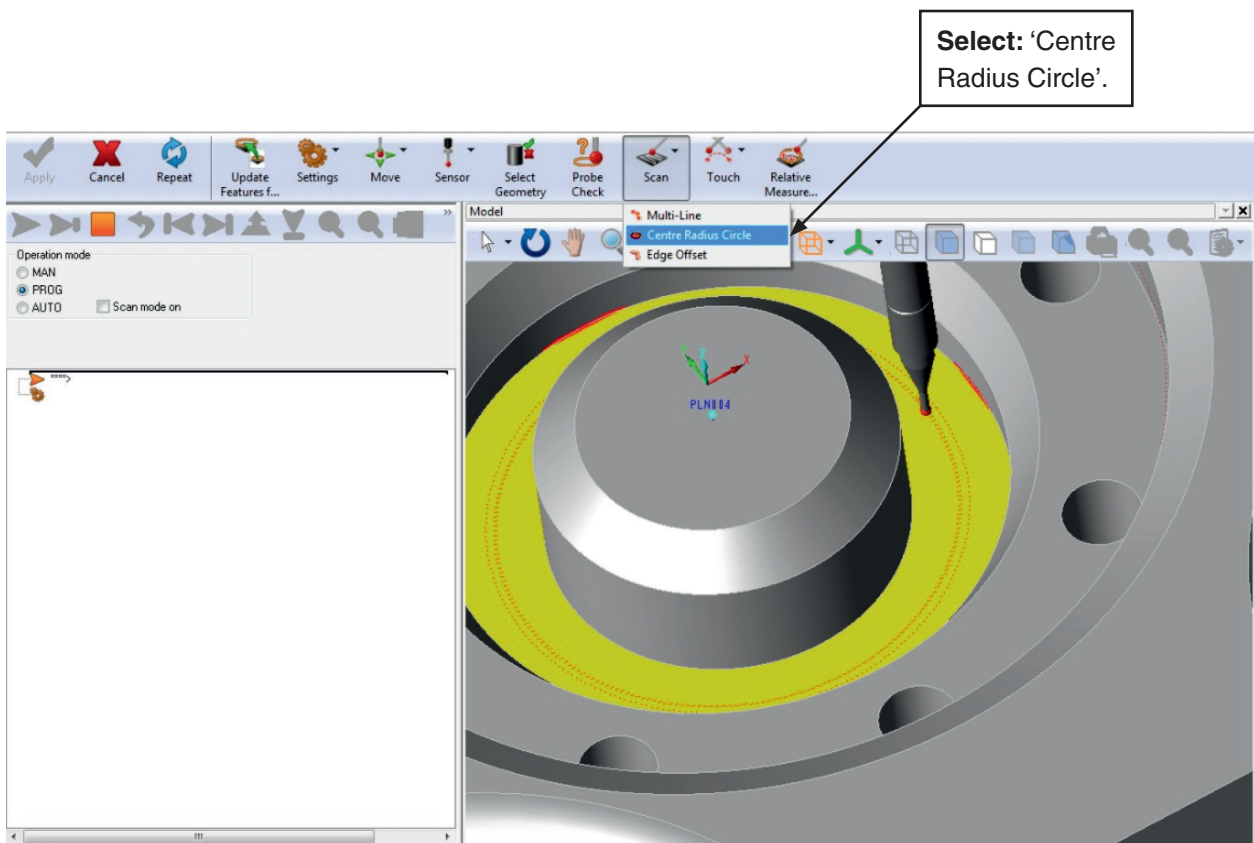 Select: ‘Centre
Radius Circle’.
Apply
Cancel
Repeat
Update
Features f...
Settings
Move
Sensor
Select
Geometry
Probe
Check
Scan
Touch
Relative
Measure...
»
Model
Multi-Line
Centre Radius Circle
Edge Offset
Operation mode
MAN
PROG
AUTO
Scan mode on
Z
X